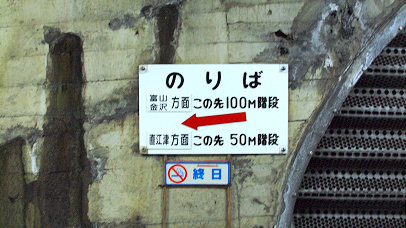 のりば
富山
金沢 方面 この先100M階段
直江津方面 この先 50M階段
終日